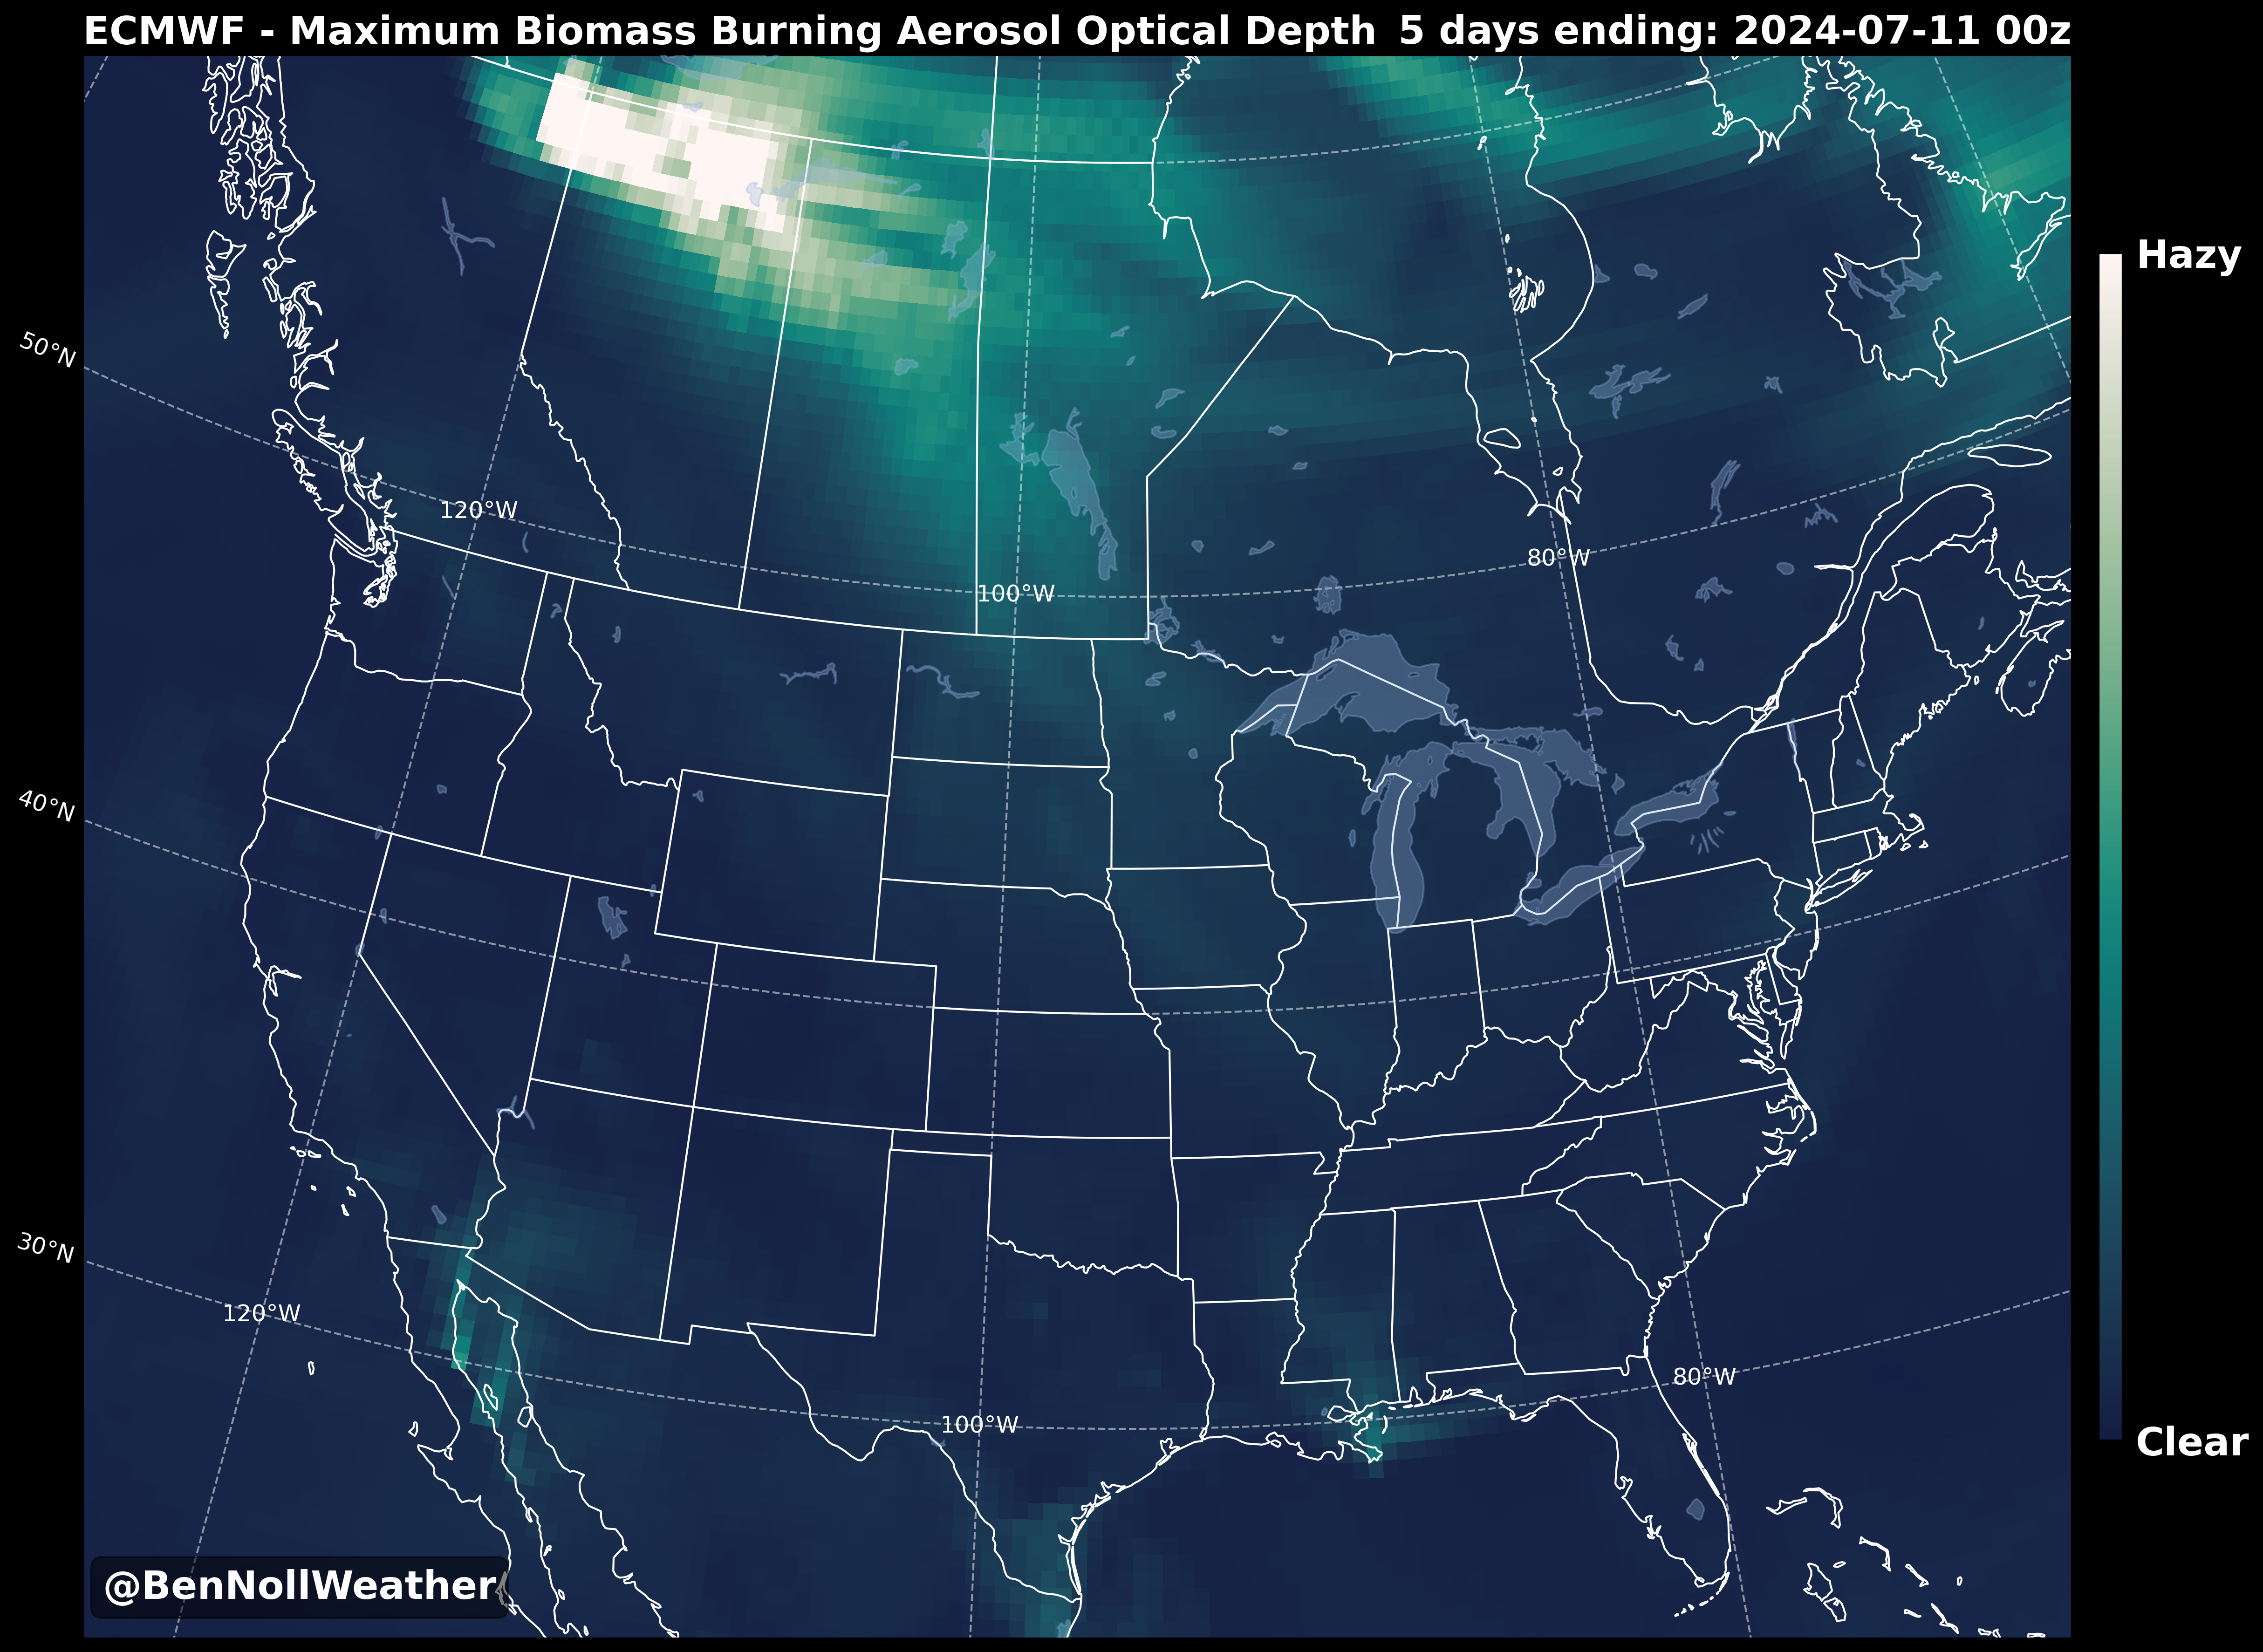 ECMWF - Maximum Biomass Burning Aerosol Optical Depth 5 days ending: 2024-07-11 00z
Hazy
50°N
120°W
80°W
100°W
40°N
30°N
120°W
80°W
100°W
Clear
@BenNollWeather